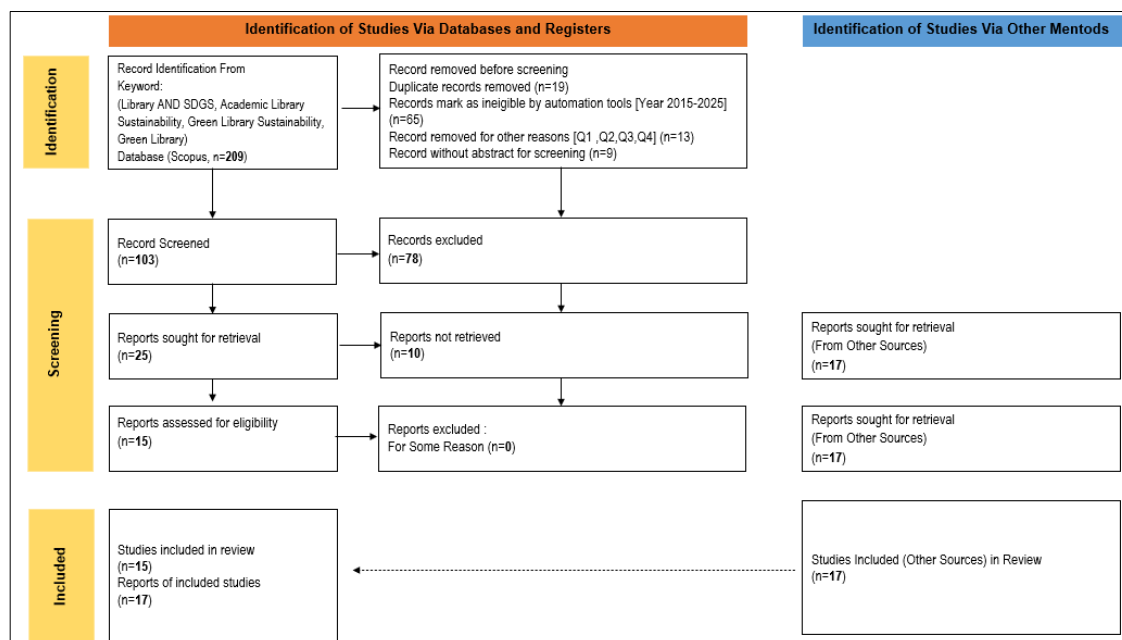 Identification of Studies Via Databases and Registers
Identification of Studies Via Other Mentods
Identification
Record Identification From
Keyword:
(Library AND SDGS, Academic Library
Sustainability, Green Library Sustainability,
Green Library)
Database (Scopus, n=209)
Record removed before screening
Duplicate records removed (n=19)
Records mark as ineigible by automation tools [Year 2015-2025]
(n=65)
Record removed for other reasons [Q1 ,Q2,Q3,Q4] (n=13)
Record without abstract for screening (n=9)
Screening
Record Screened
(n=103)
Records excluded
(n=78)
Reports sought for retrieval
(n=25)
Reports not retrieved
(n=10)
Reports sought for retrieval
(From Other Sources)
(n=17)
Reports assessed for eligibility
(n=15)
Reports excluded :
For Some Reason (n=0)
Reports sought for retrieval
(From Other Sources)
(n=17)
Included
Studies included in review
(n=15)
Reports of included studies
(n=17)
Studies Included (Other Sources) in Review
(n=17)